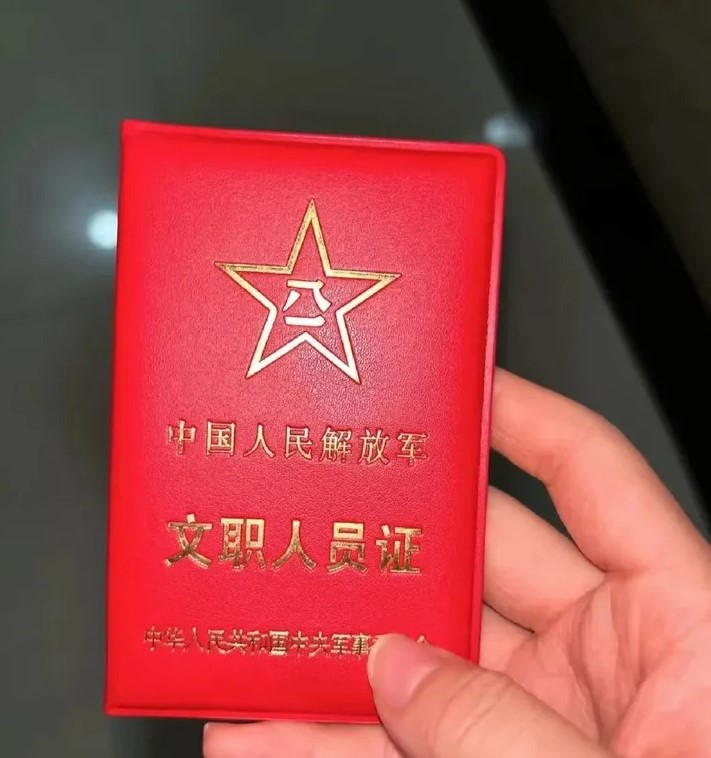 八一
中国人民解放军
文职人员证
中华人民共和国中央军事